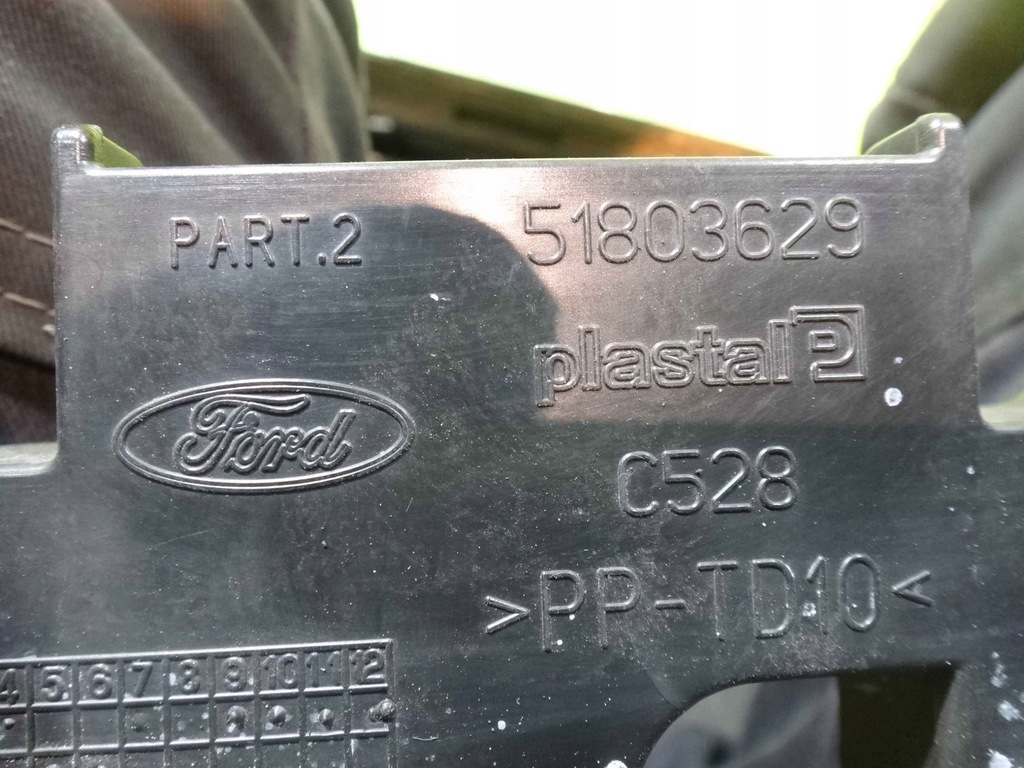 PART.2 51803629
plastal P
Ford
C528
>PP-TD10<
4 5 6 7 8 9 10 11 12